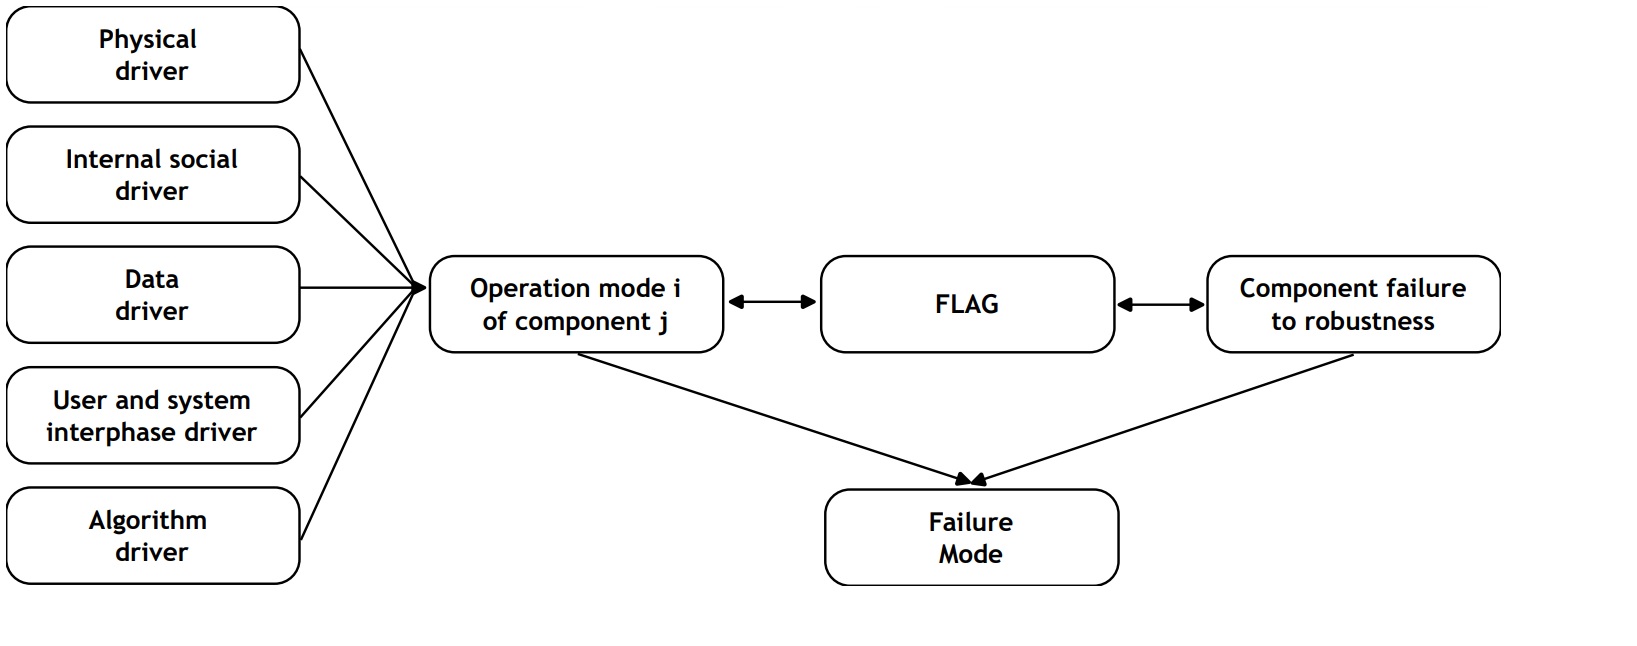 Physical
driver
Internal social
driver
Data
driver
User and system
interphase driver
Algorithm
driver
Operation mode i
of component j
FLAG
Component failure
to robustness
Failure
Mode